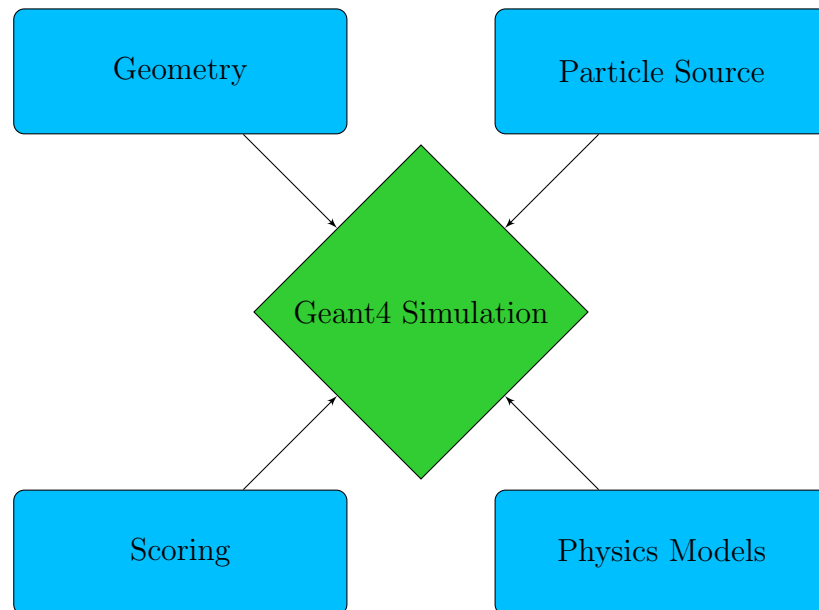 Geometry
Particle Source
Geant4 Simulation
Scoring
Physics Models